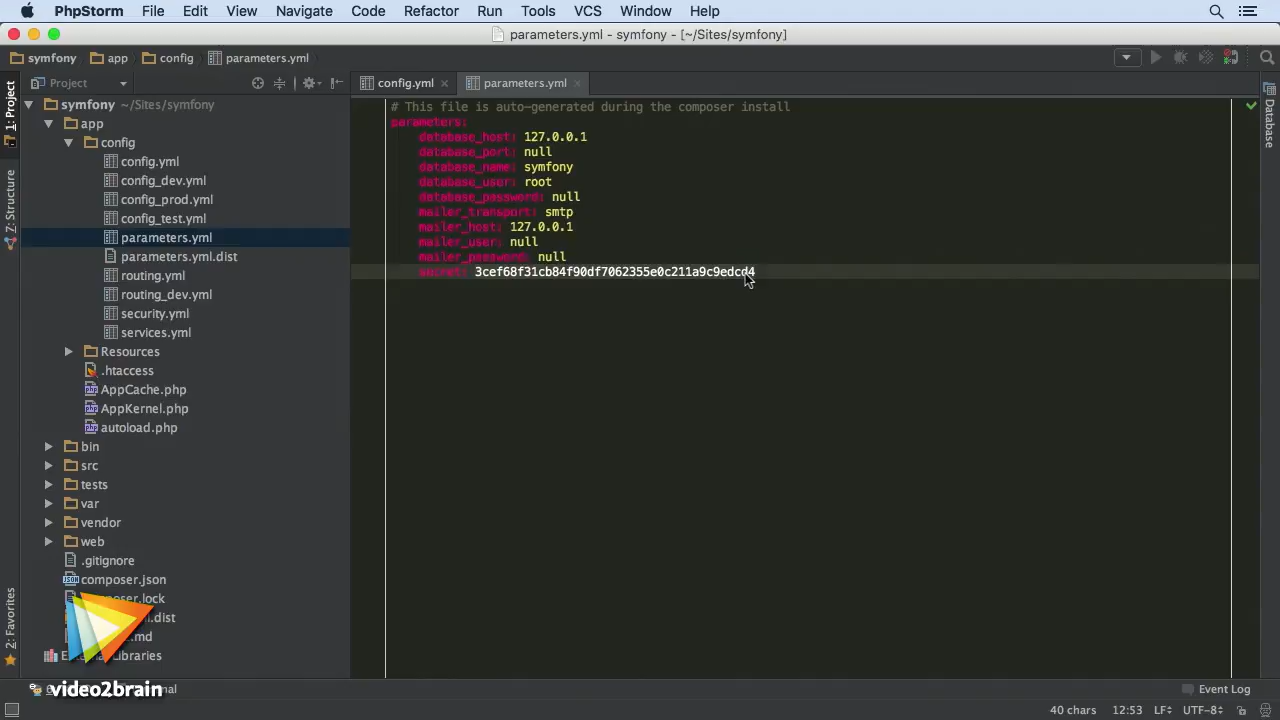 PhpStorm File Edit View Navigate Code Refactor Run Tools VCS Window Help
parameters.yml - symfony - [~/Sites/symfony]
symfony app config parameters.yml
1: Project
Z: Structure
2: Favorites
Project
config.yml
parameters.yml
Database
symfony ~/Sites/symfony
app
config
config.yml
config_dev.yml
config_prod.yml
config_test.yml
parameters.yml
parameters.yml.dist
routing.yml
routing_dev.yml
security.yml
services.yml
Resources
.htaccess
AppCache.php
AppKernel.php
autoload.php
bin
src
tests
var
vendor
web
.gitignore
composer.json
ser.lock
.dist
md
Libraries
# This file is auto-generated during the composer install
parameters:
database_host: 127.0.0.1
database_port: null
database_name: symfony
database_user: root
database_password: null
mailer_transport: smtp
mailer_host: 127.0.0.1
mailer_user: null
mailer_password: null
secret: 3cef68f31cb84f90df7062355e0c211a9c9edcd4
video2brain
Event Log
40 chars 12:53 LF UTF-8